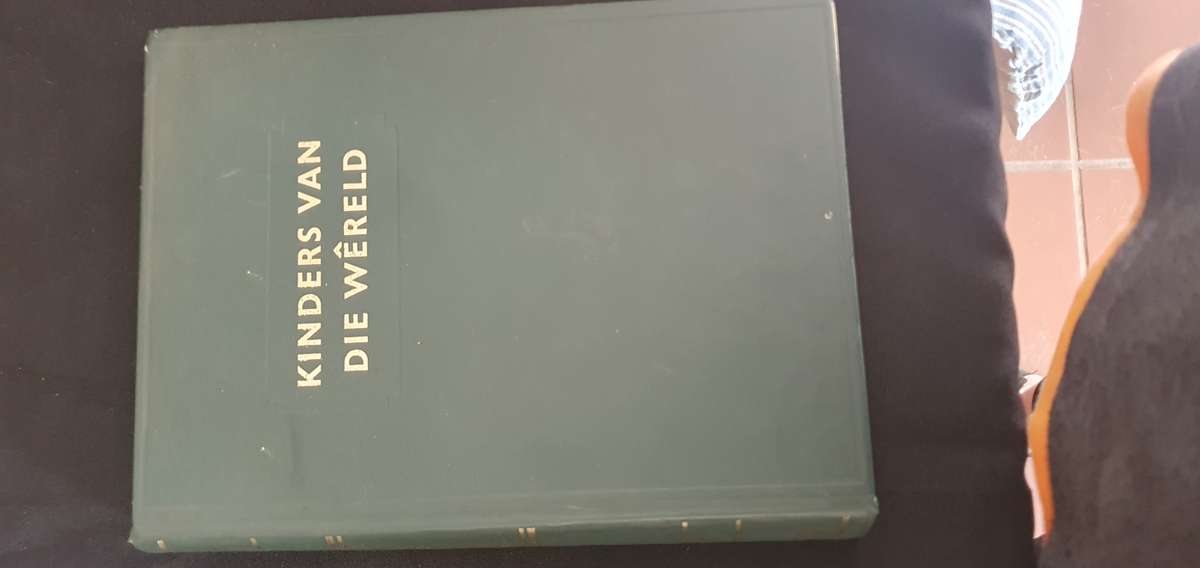 KINDERS VAN
DIE WÊRELD